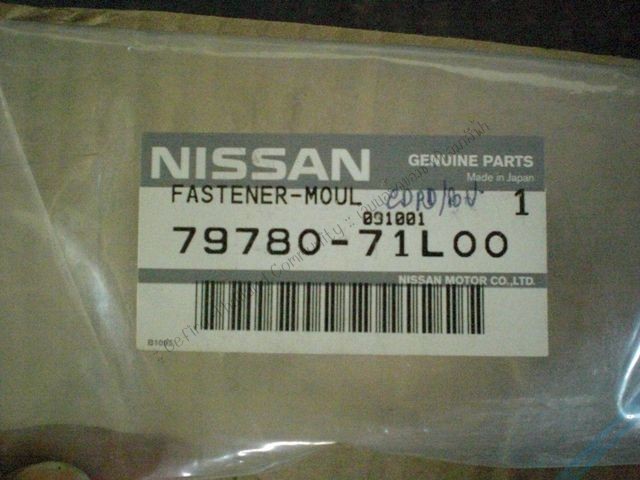 NISSAN
GENUINE PARTS
Made in Japan
FASTENER-MOUL
1
091001
79780-71L00
NISSAN MOTOR CO.,LTD.